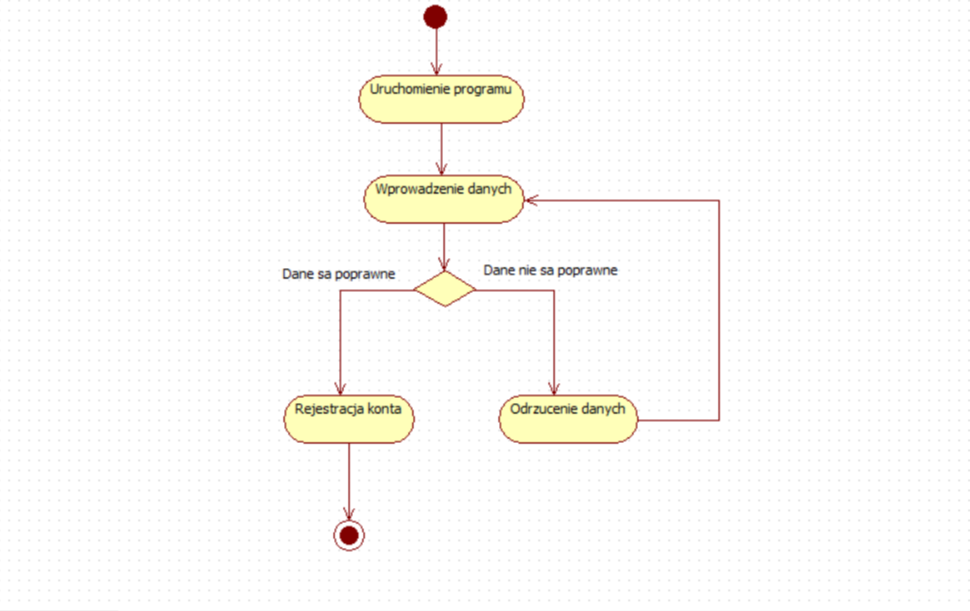 Uruchomienie programu
Wprowadzenie danych
Dane sa poprawne
Dane nie sa poprawne
Rejestracja konta
Odrzucenie danych